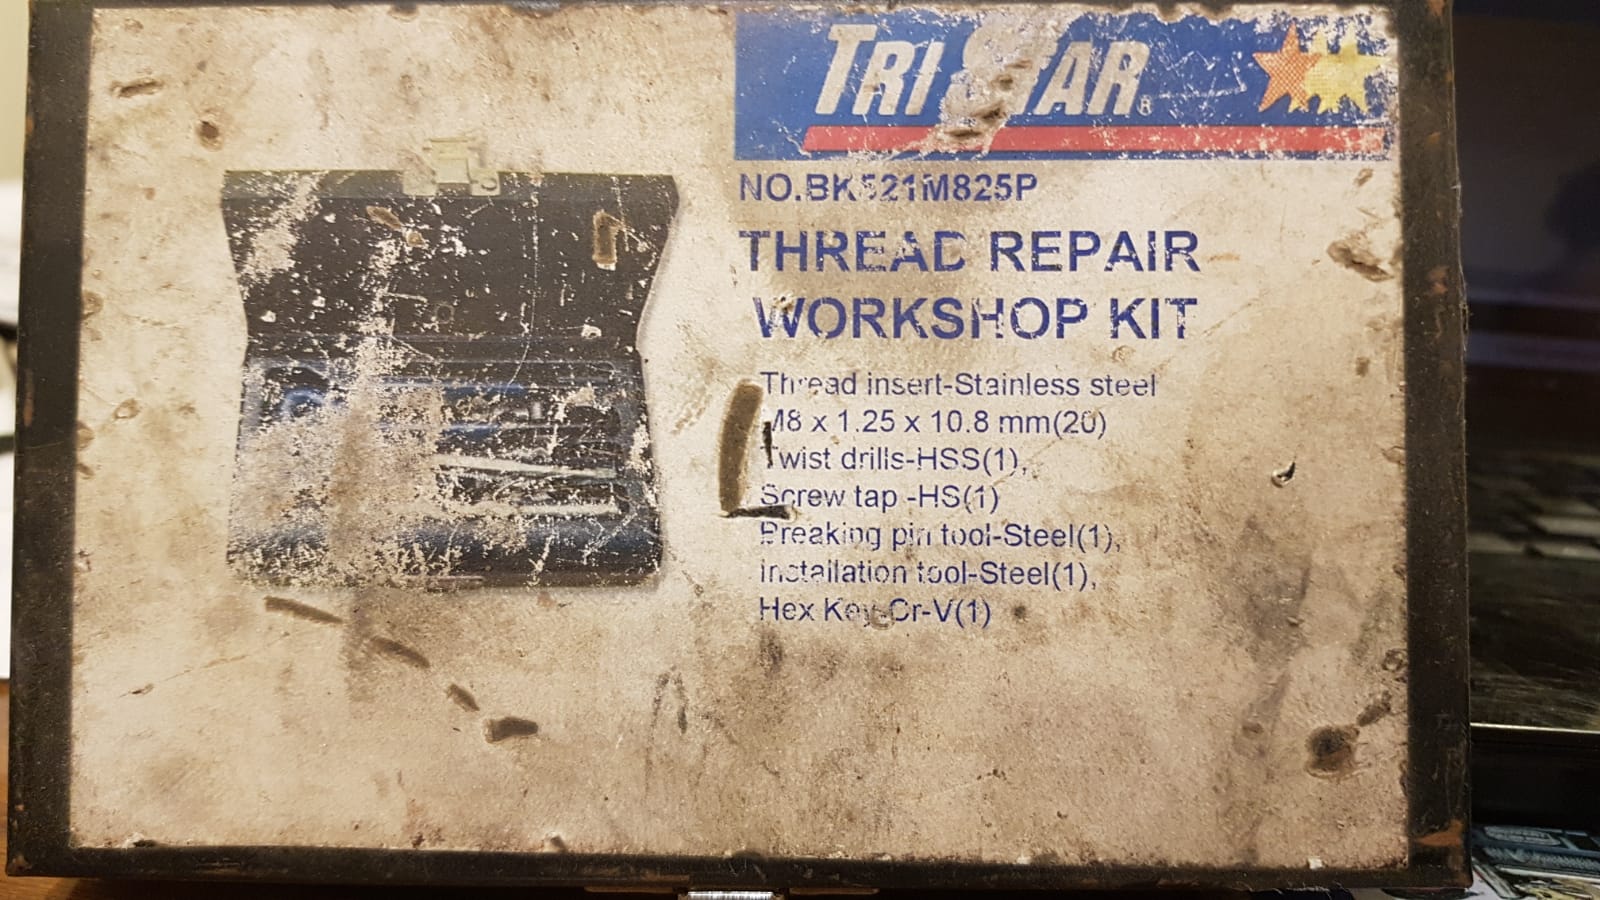 TRISTAR®
NO.BK521M825P
THREAD REPAIR
WORKSHOP KIT
Thread insert-Stainless steel
M8 x 1.25 x 10.8 mm(20)
Twist drills-HSS(1),
Screw tap -HS(1)
Breaking pin tool-Steel(1),
installation tool-Steel(1),
Hex Key-Cr-V(1)